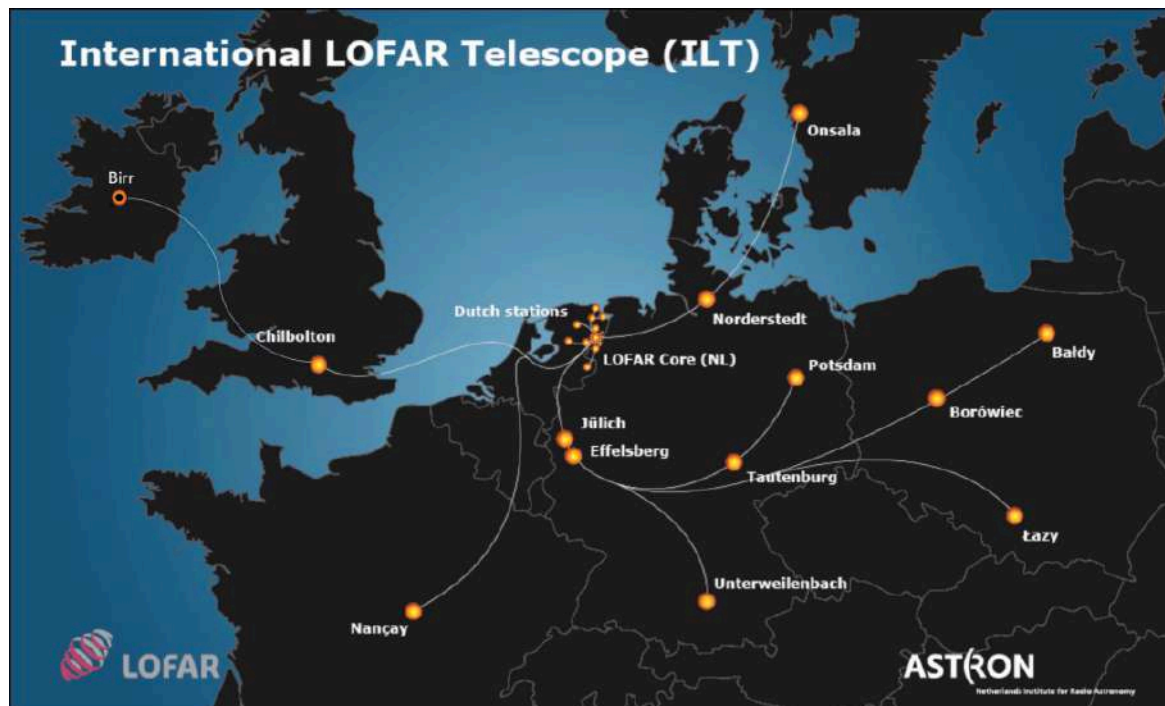 International LOFAR Telescope (ILT)
Onsala
Birr
Dutch stations
Norderstedt
Chilbolton
LOFAR Core (NL)
Bałdy
Potsdam
Borówiec
Jülich
Effelsberg
Tautenburg
Łazy
Unterweilenbach
Nançay
LOFAR
ASTRON
Netherlands Institute for Radio Astronomy